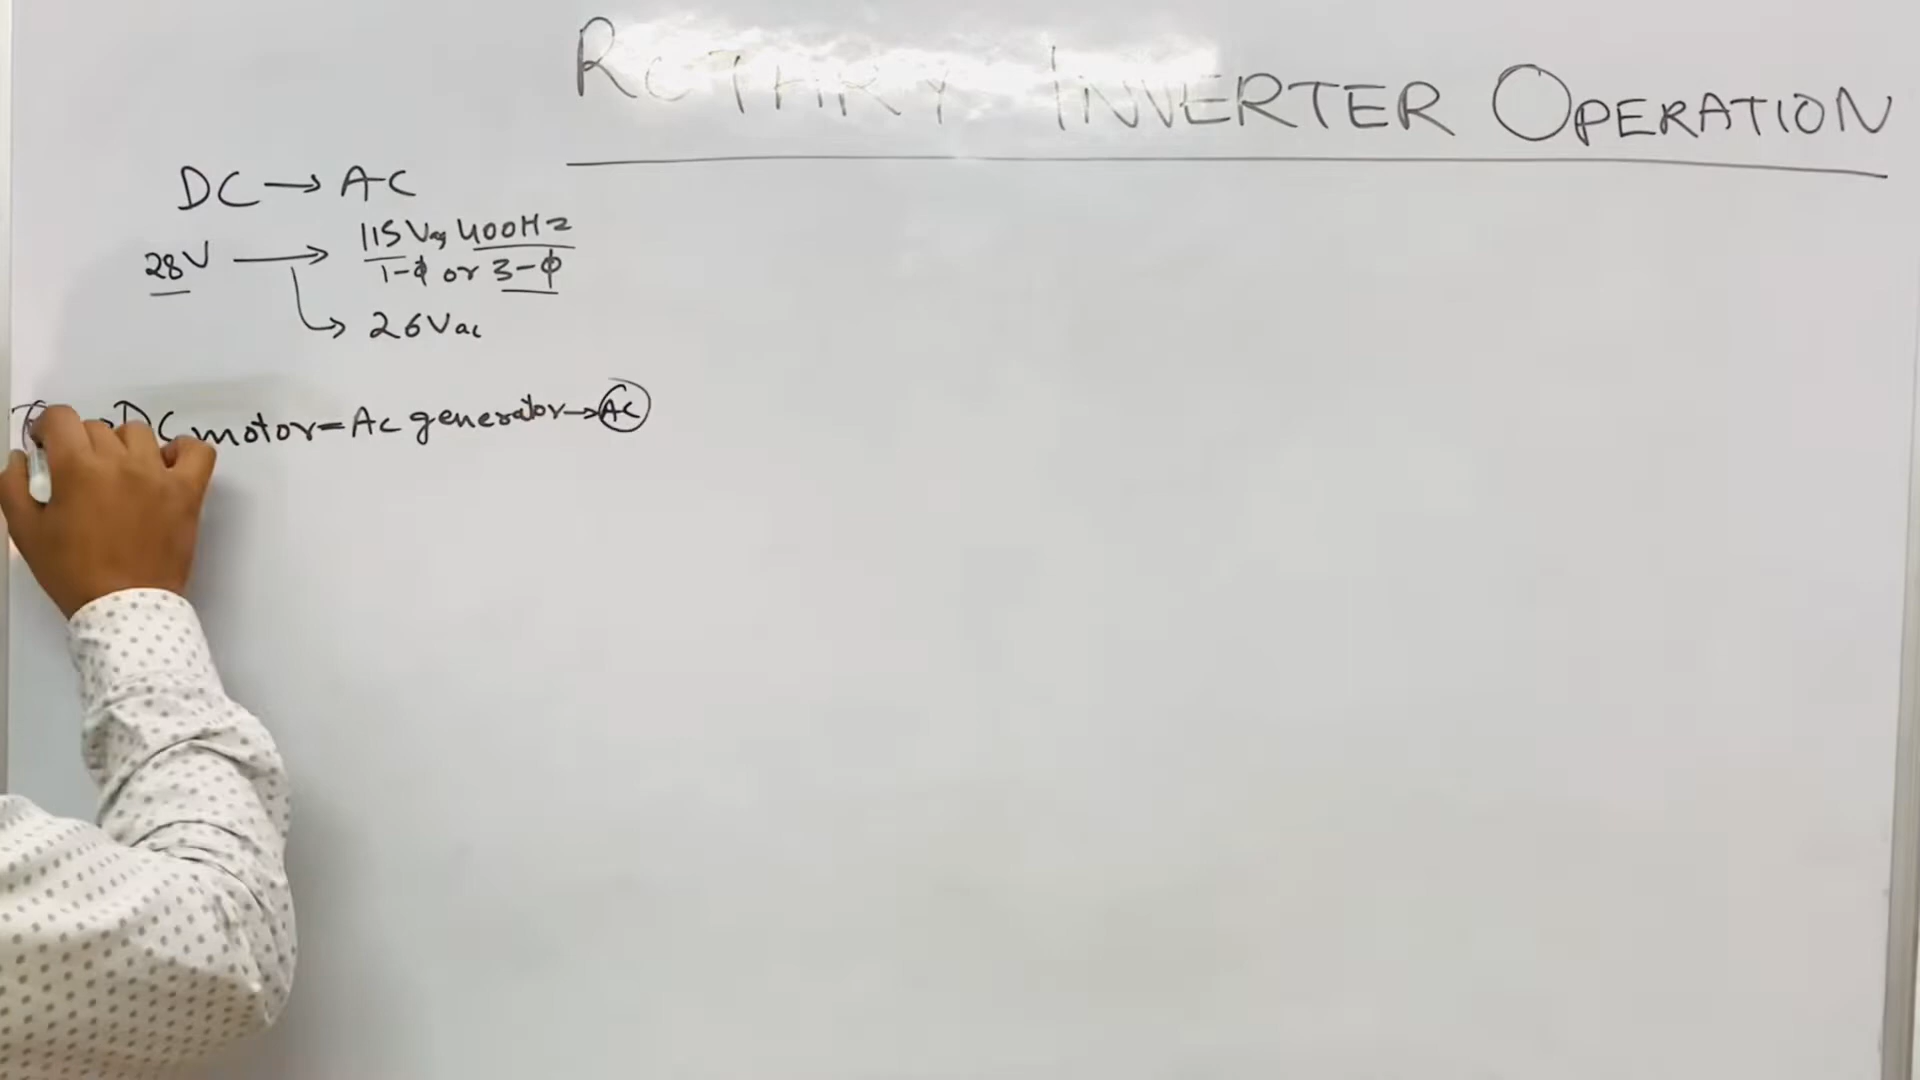 ROTARY INVERTER OPERATION
DC → AC
28V → 115Vac 400Hz
1-ϕ or 3-ϕ
→ 26Vac
DC motor = Ac generator → AC